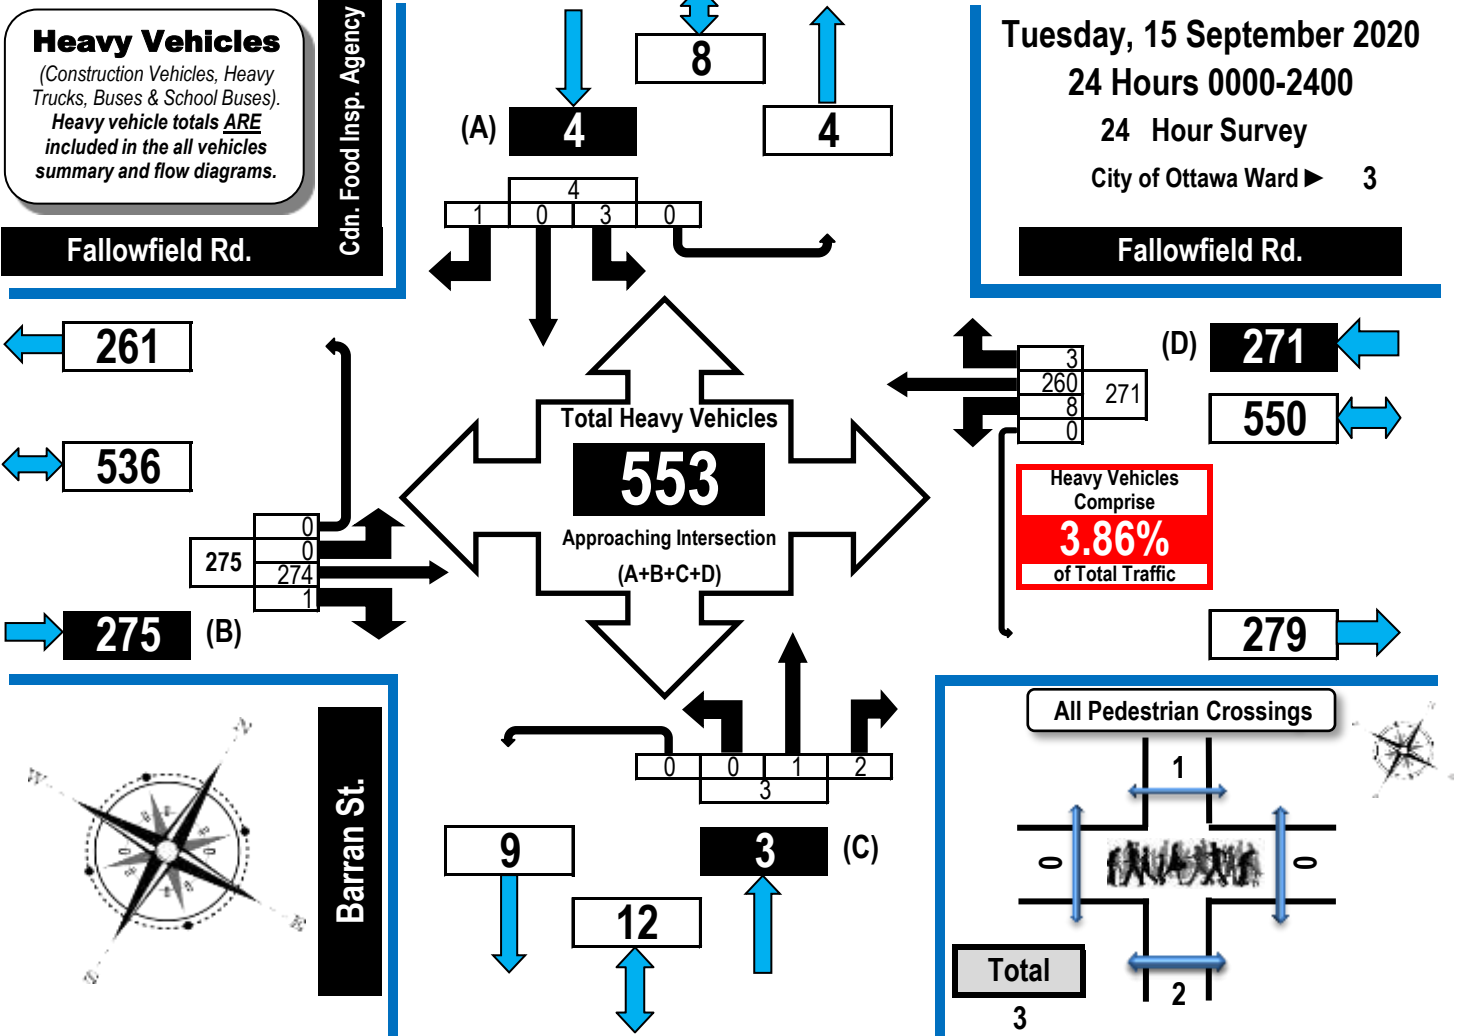 Heavy Vehicles
(Construction Vehicles, Heavy
Trucks, Buses & School Buses).
Heavy vehicle totals ARE
included in the all vehicles
summary and flow diagrams.
Cdn. Food Insp. Agency
Fallowfield Rd.
8
(A)
4
4
4
1 0 3 0
Tuesday, 15 September 2020
24 Hours 0000-2400
24 Hour Survey
City of Ottawa Ward ► 3
Fallowfield Rd.
261
536
0
0
274
1
275
275
(B)
Total Heavy Vehicles
553
Approaching Intersection
(A+B+C+D)
(D)
271
3
260
8
0
271
550
Heavy Vehicles
Comprise
3.86%
of Total Traffic
279
N
W
E
S
Barran St.
0 0 1 2
3
9
3
(C)
12
All Pedestrian Crossings
1
0
0
2
Total
3